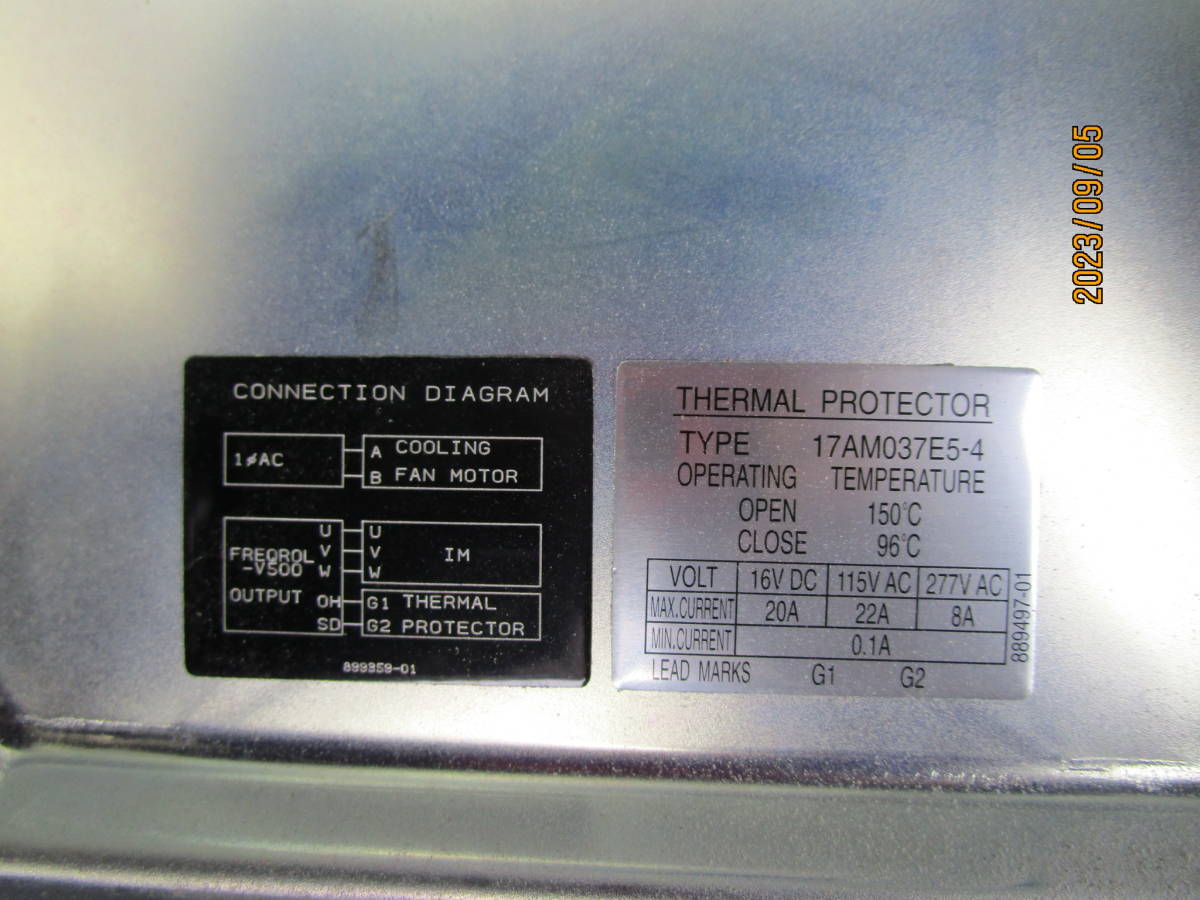 2023/09/05
CONNECTION DIAGRAM
1øAC
A COOLING
B FAN MOTOR
FREQROL
-V500
OUTPUT
U U
V V
W W
IM
OH G1 THERMAL
SD G2 PROTECTOR
899359-01
THERMAL PROTECTOR
TYPE 17AM037E5-4
OPERATING TEMPERATURE
OPEN 150°C
CLOSE 96°C
VOLT 16V DC 115V AC 277V AC
MAX.CURRENT 20A 22A 8A
MIN.CURRENT 0.1A
LEAD MARKS G1 G2
889497-01